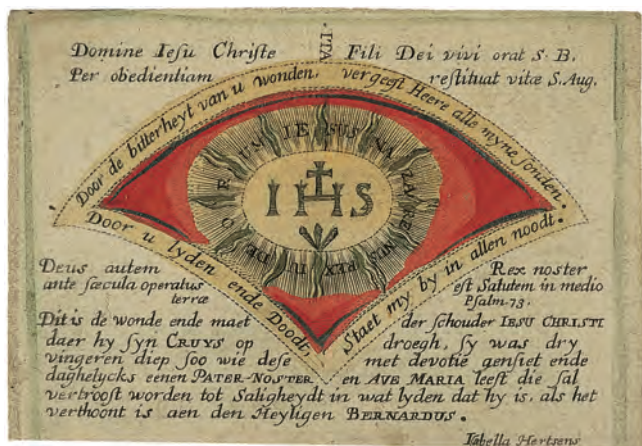 ITA
Domine Iesu Christe Fili Dei vivi orat S. B.
Per obedientiam restituat vitæ S. Aug.
Door de bitterheyt van u wonden, vergeeft Heere alle myne sonden.
IESUS NAZARENUS REX IUDEORUM
IHS
Door u lyden ende Doodt, Staet my by in allen noodt.
Deus autem Rex noster
ante sæcula operatus est Salutem in medio
terræ Psalm-73.
Dit is de wonde ende maet der schouder IESU CHRISTI
daer hy syn CRUYS op droegh, sy was dry
vingeren diep soo wie dese met devotie aensiet ende
daghelycks eenen PATER-NOSTER en AVE MARIA leest die sal
vertroost worden tot Saligheydt in wat lyden dat hy is, als het
verthoont is aen den Heyligen BERNARDUS.
Isabella Hertsens